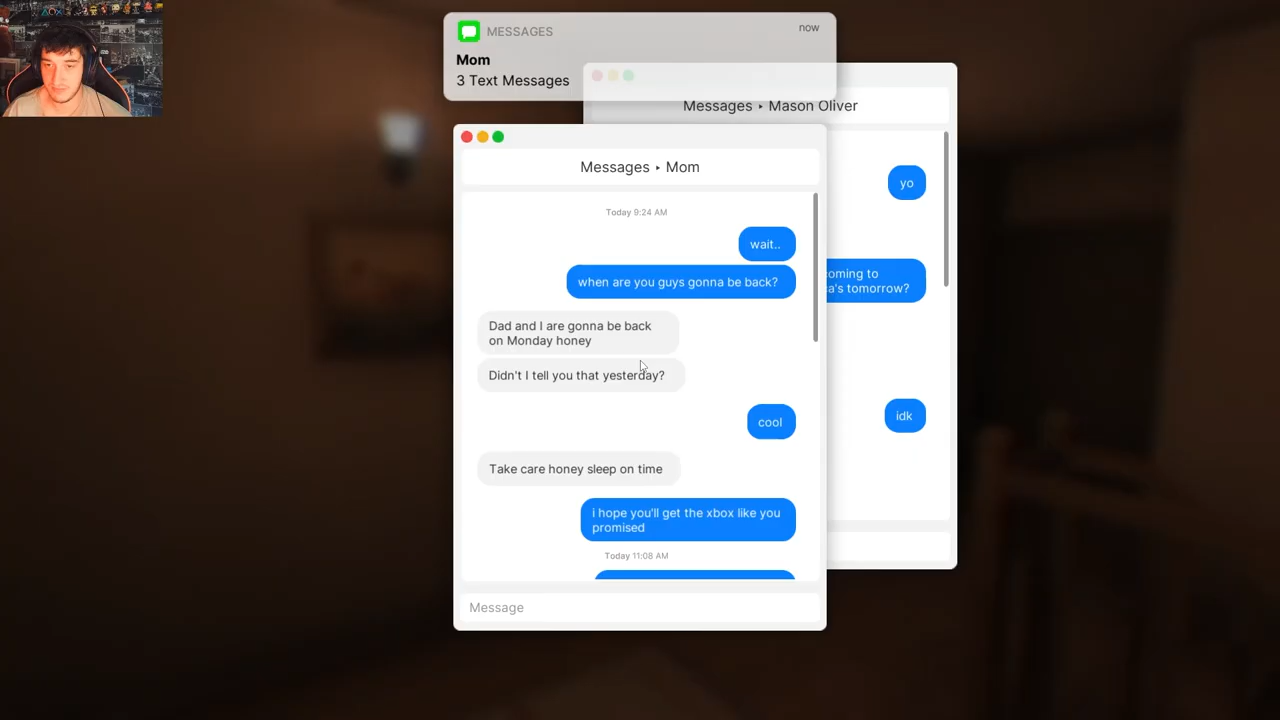 MESSAGES
now
Mom
3 Text Messages
Messages ‣ Mason Oliver
yo
coming to
's tomorrow?
idk
Messages ‣ Mom
Today 9:24 AM
wait..
when are you guys gonna be back?
Dad and I are gonna be back
on Monday honey
Didn't I tell you that yesterday?
cool
Take care honey sleep on time
i hope you'll get the xbox like you
promised
Today 11:08 AM
Message